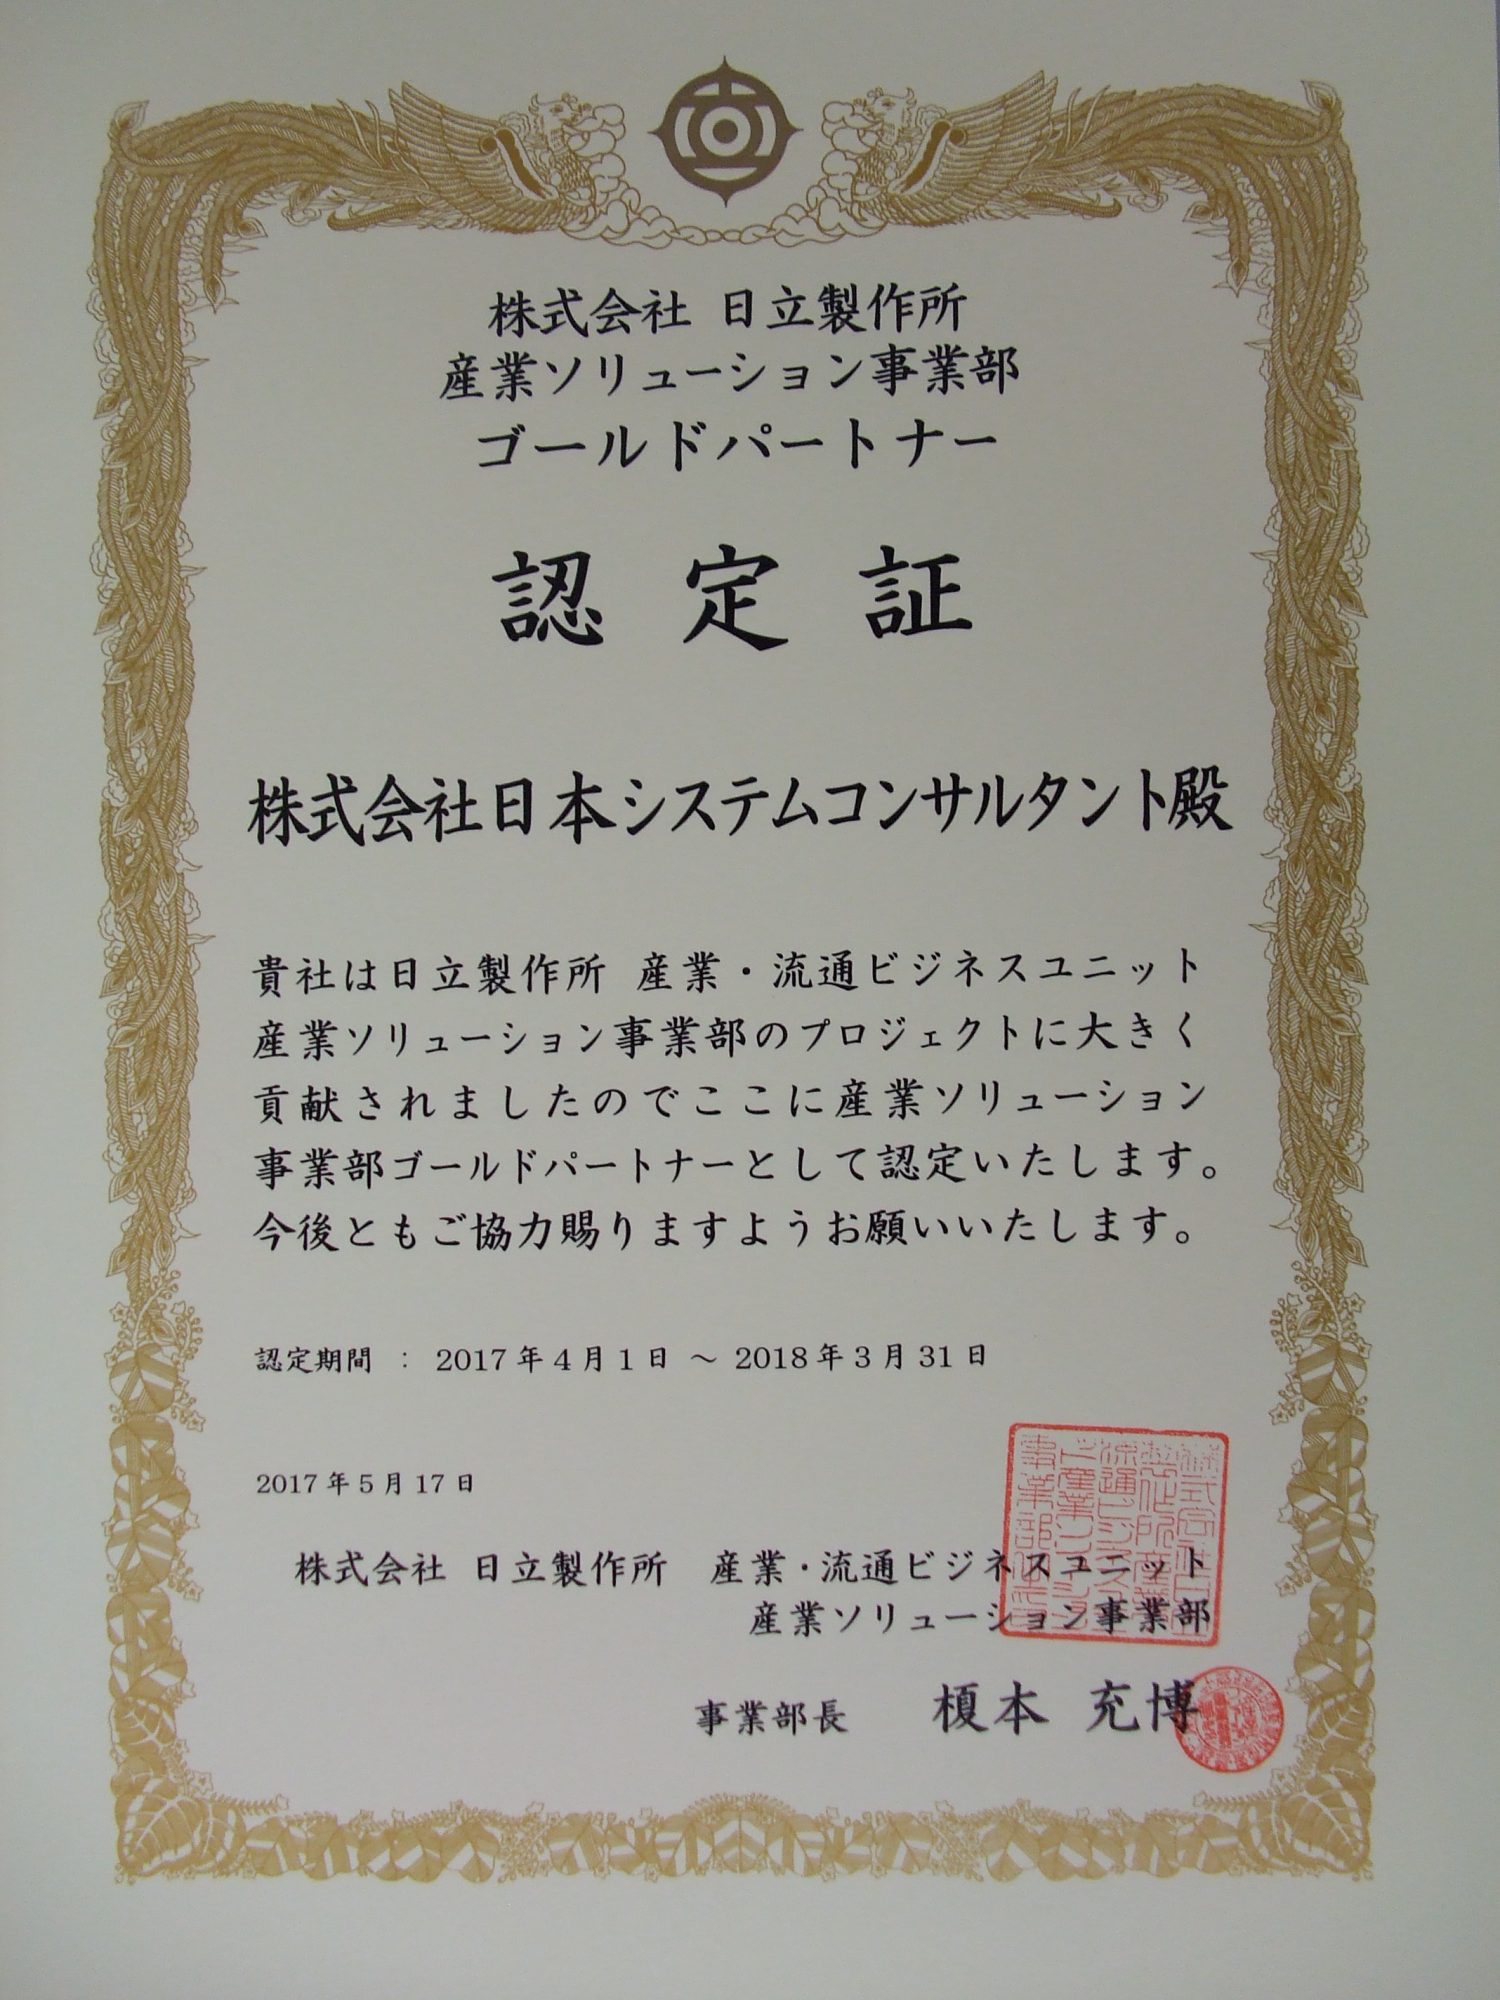 株式会社 日立製作所
産業ソリューション事業部
ゴールドパートナー
認定証
株式会社日本システムコンサルタント殿
貴社は日立製作所 産業・流通ビジネスユニット
産業ソリューション事業部のプロジェクトに大きく
貢献されましたのでここに産業ソリューション
事業部ゴールドパートナーとして認定いたします。
今後ともご協力賜りますようお願いいたします。
認定期間 : 2017年4月1日 ～ 2018年3月31日
2017年5月17日
株式会社 日立製作所 産業・流通ビジネスユニット
産業ソリューション事業部
事業部長 榎本 充博